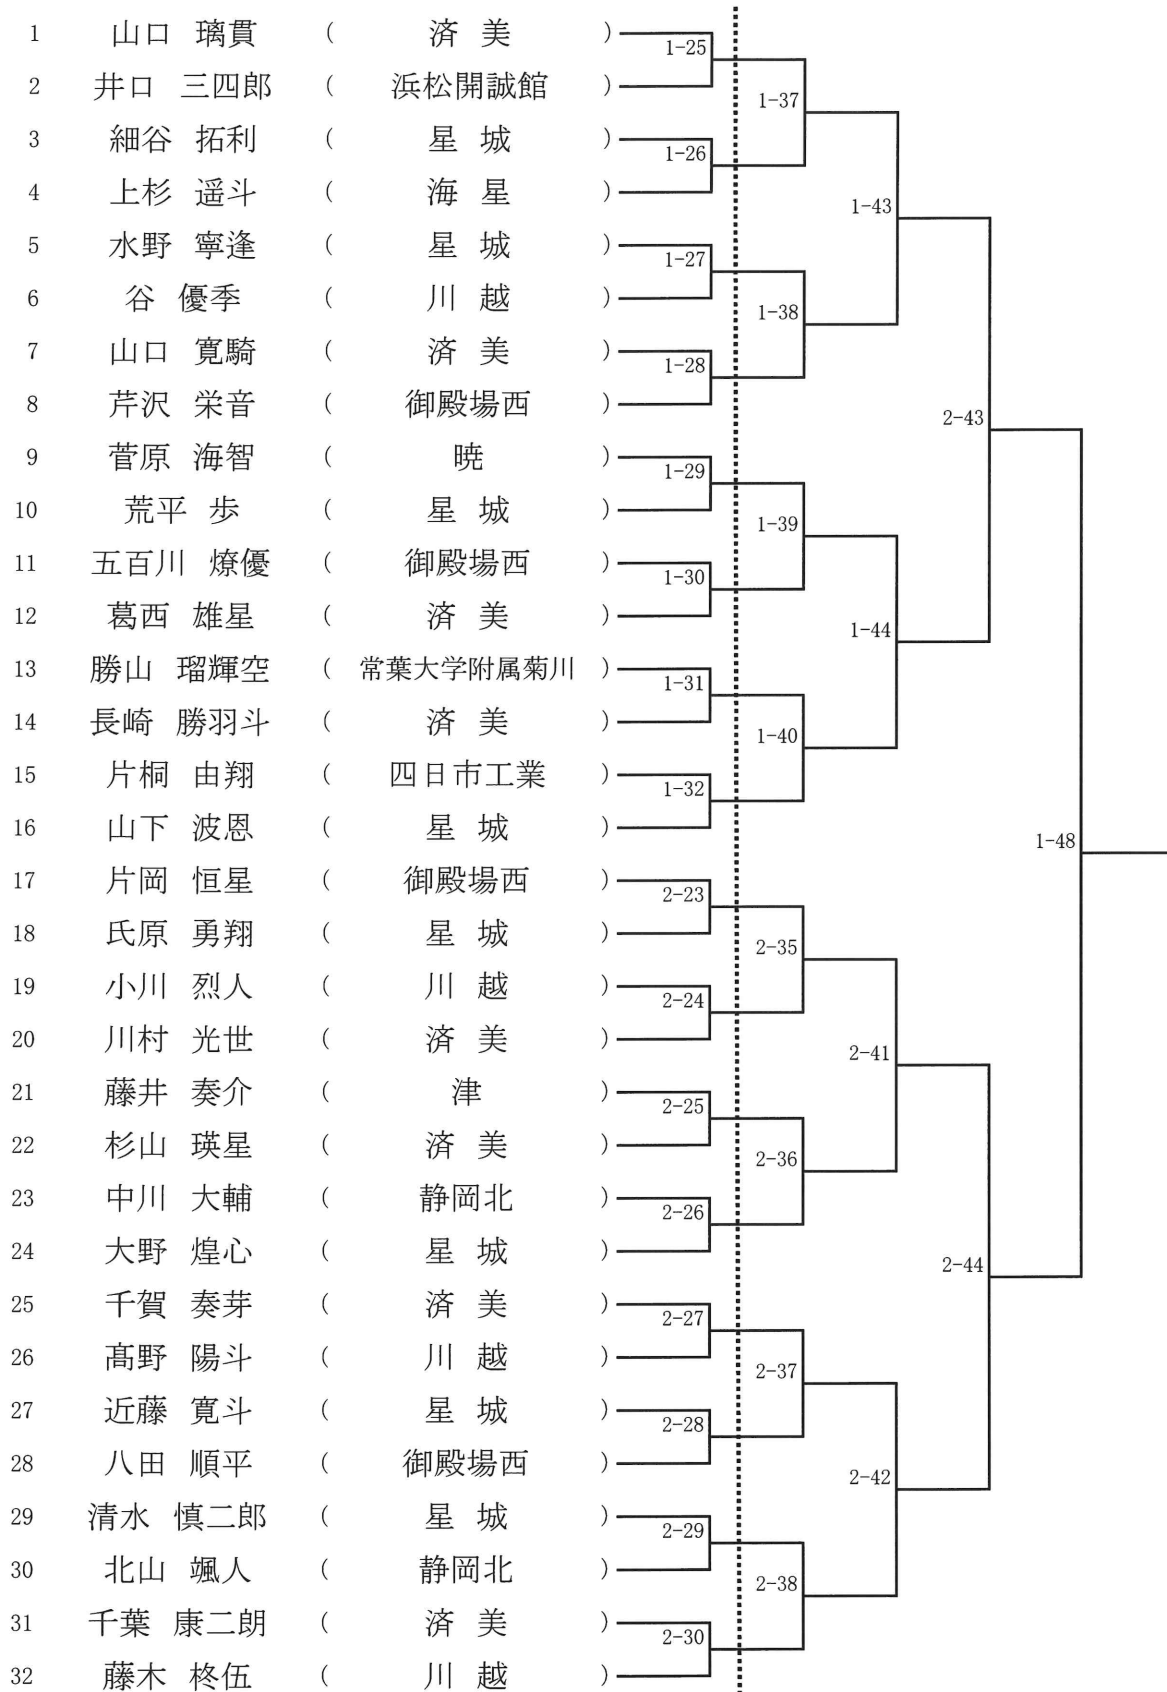 1 山口 璃貫 ( 済 美 )
1-25
2 井口 三四郎 ( 浜松開誠館 )
1-37
3 細谷 拓利 ( 星 城 )
1-26
4 上杉 遥斗 ( 海 星 )
1-43
5 水野 寧逢 ( 星 城 )
1-27
6 谷 優季 ( 川 越 )
1-38
7 山口 寛騎 ( 済 美 )
1-28
8 芹沢 栄音 ( 御殿場西 )
2-43
9 菅原 海智 ( 暁 )
1-29
10 荒平 歩 ( 星 城 )
1-39
11 五百川 燎優 ( 御殿場西 )
1-30
12 葛西 雄星 ( 済 美 )
1-44
13 勝山 瑠輝空 ( 常葉大学附属菊川 )
1-31
14 長崎 勝羽斗 ( 済 美 )
1-40
15 片桐 由翔 ( 四日市工業 )
1-32
16 山下 波恩 ( 星 城 )
1-48
17 片岡 恒星 ( 御殿場西 )
2-23
18 氏原 勇翔 ( 星 城 )
2-35
19 小川 烈人 ( 川 越 )
2-24
20 川村 光世 ( 済 美 )
2-41
21 藤井 奏介 ( 津 )
2-25
22 杉山 瑛星 ( 済 美 )
2-36
23 中川 大輔 ( 静岡北 )
2-26
24 大野 煌心 ( 星 城 )
2-44
25 千賀 奏芽 ( 済 美 )
2-27
26 髙野 陽斗 ( 川 越 )
2-37
27 近藤 寛斗 ( 星 城 )
2-28
28 八田 順平 ( 御殿場西 )
2-42
29 清水 慎二郎 ( 星 城 )
2-29
30 北山 颯人 ( 静岡北 )
2-38
31 千葉 康二朗 ( 済 美 )
2-30
32 藤木 柊伍 ( 川 越 )